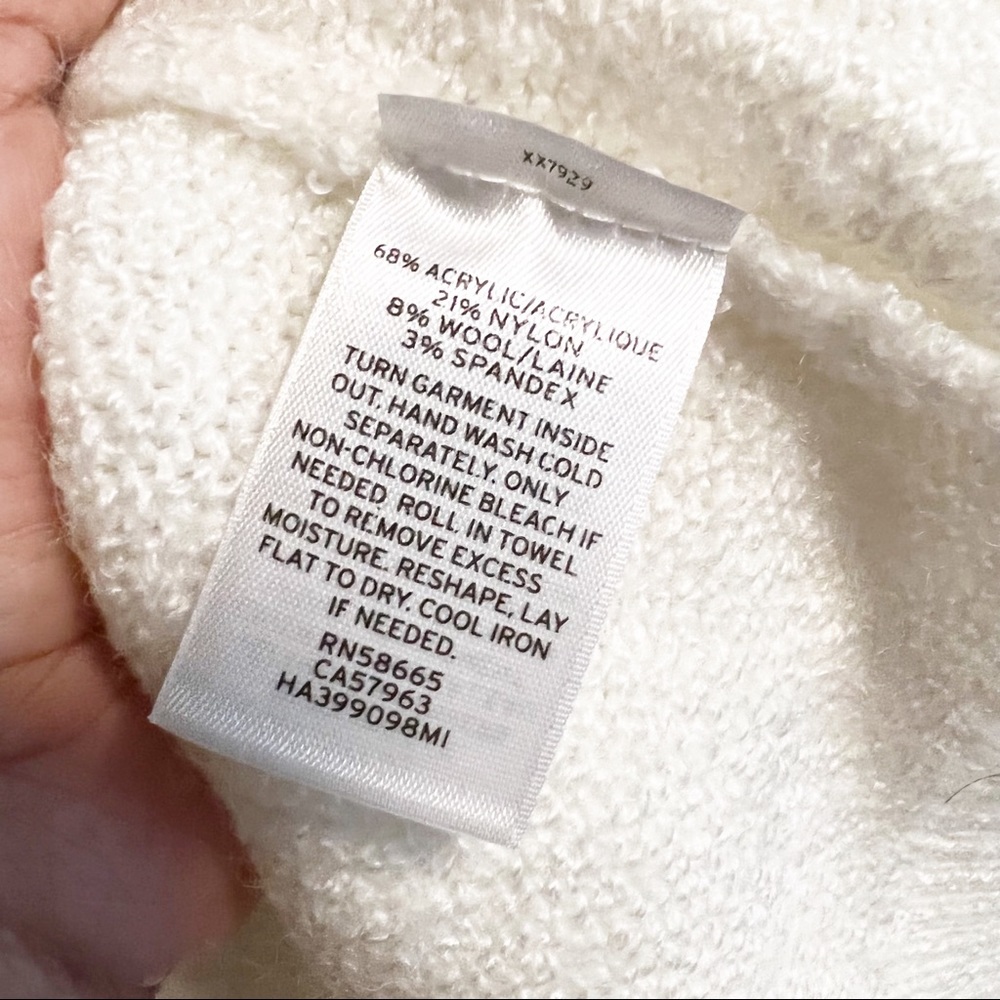 XX7929
68% ACRYLIC/ACRYLIQUE
21% NYLON
8% WOOL/LAINE
3% SPANDEX
TURN GARMENT INSIDE
OUT, HAND WASH COLD
SEPARATELY. ONLY
NON-CHLORINE BLEACH IF
NEEDED. ROLL IN TOWEL
TO REMOVE EXCESS
MOISTURE. RESHAPE, LAY
FLAT TO DRY. COOL IRON
IF NEEDED.
RN58665
CA57963
HA399098MI